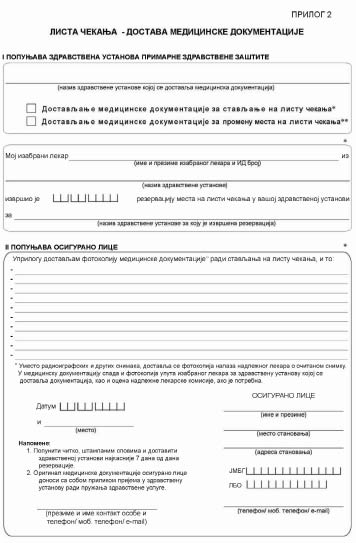 ПРИЛОГ 2
ЛИСТА ЧЕКАЊА - ДОСТАВА МЕДИЦИНСКЕ ДОКУМЕНТАЦИЈЕ
I ПОПУЊАВА ЗДРАВСТВЕНА УСТАНОВА ПРИМАРНЕ ЗДРАВСТВЕНЕ ЗАШТИТЕ
(назив здравствене установе којој се доставља медицинска документација)
Достављање медицинске документације за стављање на листу чекања*
Достављање медицинске документације за промену места на листи чекања**
*
Мој изабрани лекар из
(име и презиме изабраног лекара и ИД број)
(назив здравствене установе)
извршио је резервацију места на листи чекања у вашој здравственој установи
за
(назив здравствене установе за коју је извршена резервација)
II ПОПУЊАВА ОСИГУРАНО ЛИЦЕ *
Уприлогу достављам фотокопију медицинске документације* ради стављања на листу чекања, и то:
-
-
-
-
-
-
-
-
-
* Уместо радиографских и других снимака, доставља се фотокопија налаза надлежног лекара оочитаном снимку.
У медицинску документацију спада и фотокопија упута изабраног лекара за здравствену установу којој се
доставља документација, као и оцена надлежне лекарске комисије, ако је потребна.
ОСИГУРАНО ЛИЦЕ
Датум
(име и презиме)
и
(место)
(место становања)
Напомене:
1. Попунити читко, штампаним словима и доставити
здравственој установи најкасније 7 дана од дана
резервације.
2. Оригинал медицинске документације осигурано лице
доноси са собом приликом пријема у здравствену
установу ради пружања здравствене услуге.
(адреса становања)
ЈМБГ
ЛБО
(презиме и име контакт особе и
телефон/ моб. телефон/ e-mail)
(телефон/ моб. телефон/ e-mail)